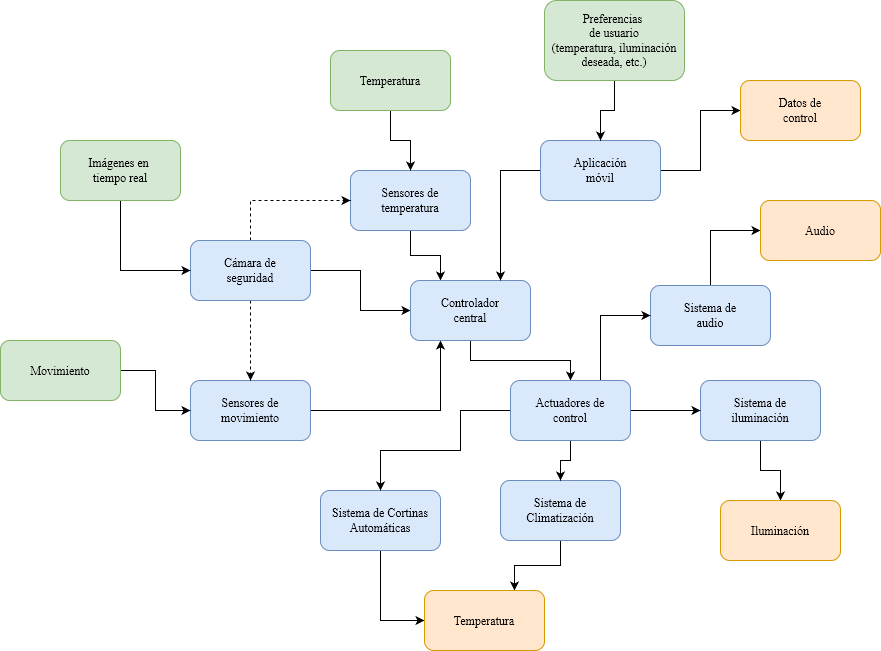 Preferencias
de usuario
(temperatura, iluminación
deseada, etc.)
Temperatura
Datos de
control
Imágenes en
tiempo real
Aplicación
móvil
Sensores de
temperatura
Audio
Cámara de
seguridad
Controlador
central
Sistema de
audio
Movimiento
Sensores de
movimiento
Actuadores de
control
Sistema de
iluminación
Sistema de Cortinas
Automáticas
Sistema de
Climatización
Iluminación
Temperatura